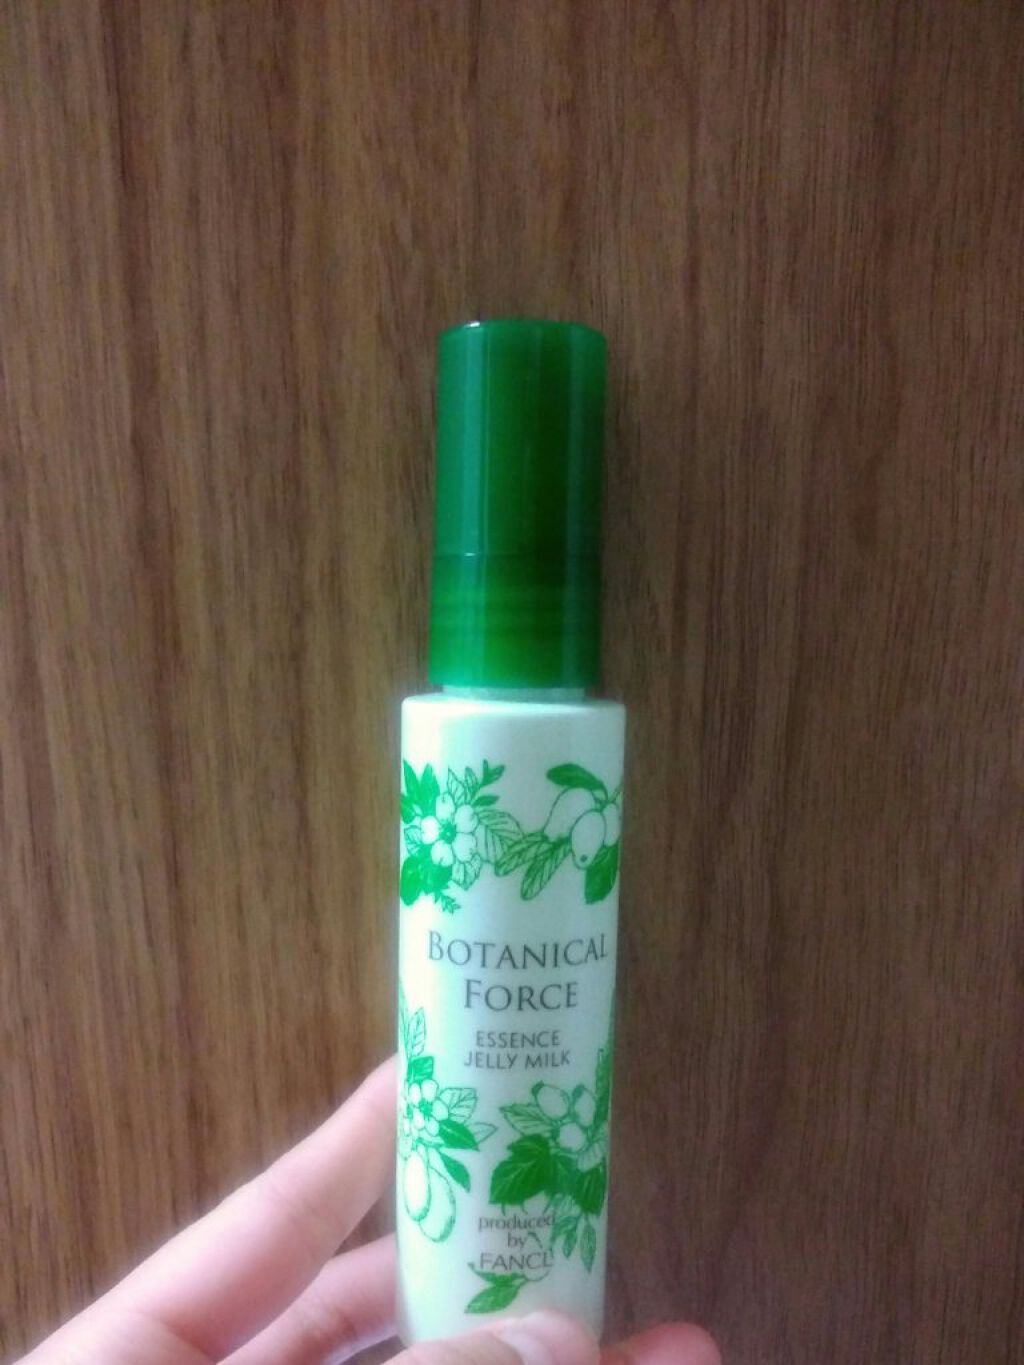 BOTANICAL
FORCE
ESSENCE
JELLY MILK
produced
by
FANCL